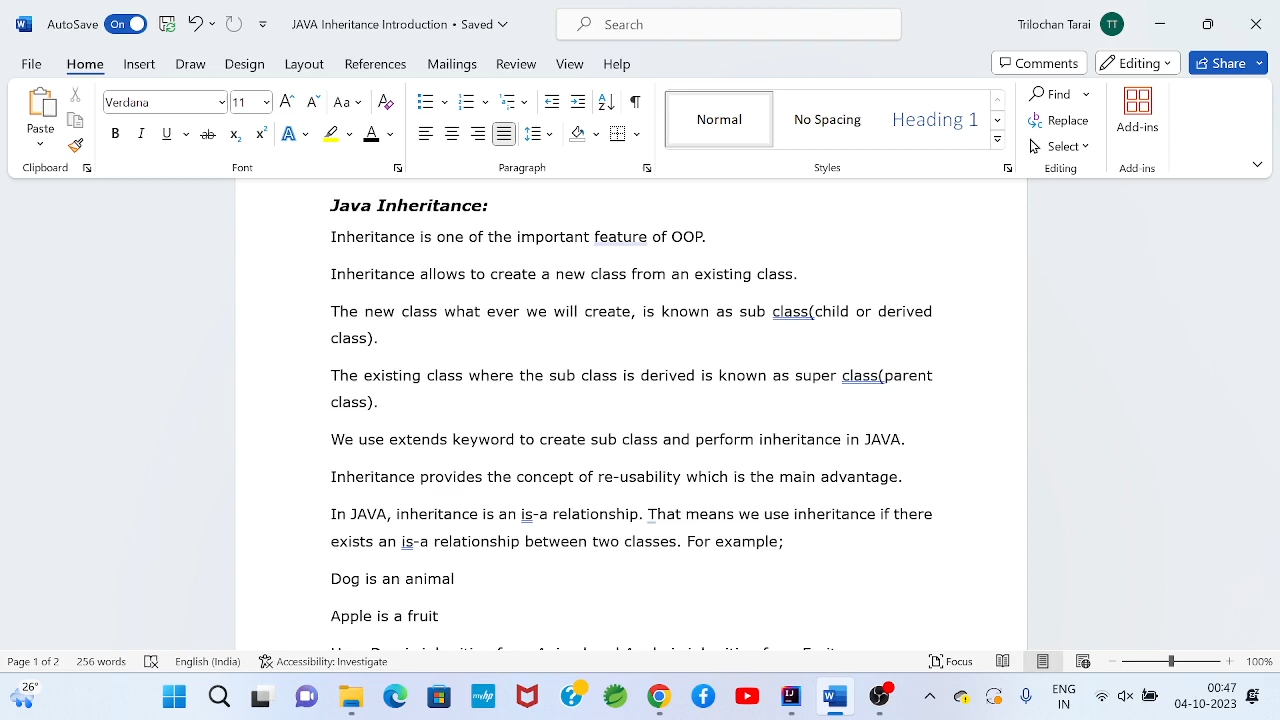 AutoSave On JAVA Inheritance Introduction • Saved Search Trilochan Tarai TT
File Home Insert Draw Design Layout References Mailings Review View Help Comments Editing Share
Paste Verdana 11 Aa Normal No Spacing Heading 1 Find Replace Select Add-ins
Clipboard Font Paragraph Styles Editing Add-ins
Java Inheritance:
Inheritance is one of the important feature of OOP.
Inheritance allows to create a new class from an existing class.
The new class what ever we will create, is known as sub class(child or derived
class).
The existing class where the sub class is derived is known as super class(parent
class).
We use extends keyword to create sub class and perform inheritance in JAVA.
Inheritance provides the concept of re-usability which is the main advantage.
In JAVA, inheritance is an is-a relationship. That means we use inheritance if there
exists an is-a relationship between two classes. For example;
Dog is an animal
Apple is a fruit
Page 1 of 2 256 words English (India) Accessibility: Investigate Focus 100%
26° ENG 00:47
IN 04-10-2023